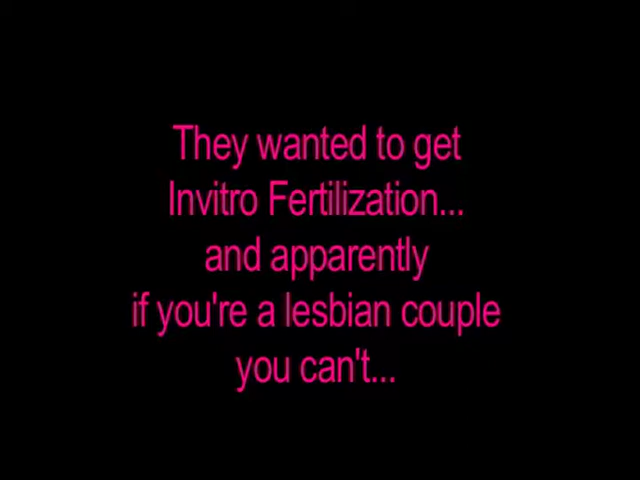 They wanted to get
Invitro Fertilization...
and apparently
if you're a lesbian couple
you can't...